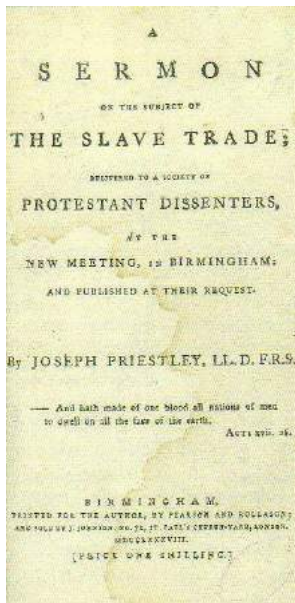 A
SERMON
ON THE SUBJECT OF
THE SLAVE TRADE;
DELIVERED TO A SOCIETY OF
PROTESTANT DISSENTERS,
AT THE
NEW MEETING, IN BIRMINGHAM;
AND PUBLISHED AT THEIR REQUEST.
By JOSEPH PRIESTLEY, LL.D. F.R.S.
—— And hath made of one blood all nations of men
to dwell on all the face of the earth.
ACTS xvii. 26.
BIRMINGHAM,
PRINTED FOR THE AUTHOR, BY PEARSON AND ROLLASON;
AND SOLD BY J. JOHNSON, NO. 72, ST. PAUL'S CHURCH-YARD, LONDON.
MDCCLXXXVIII.
[PRICE ONE SHILLING.]